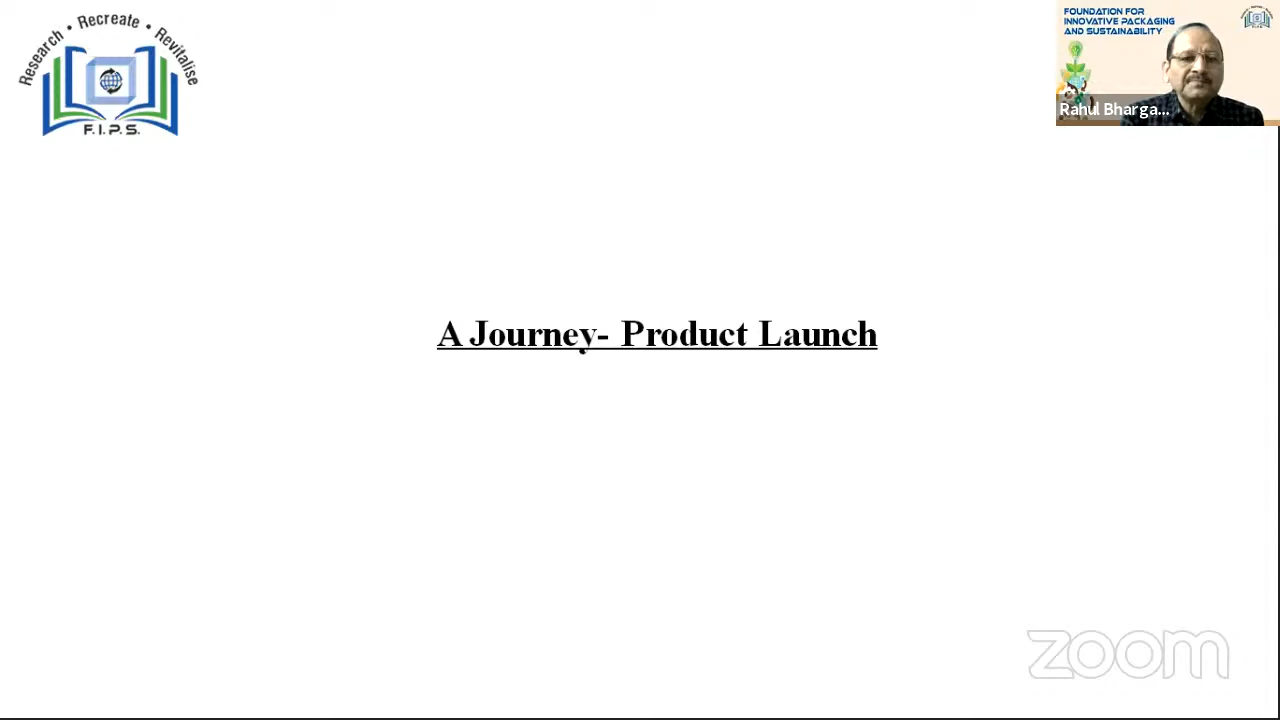 Research • Recreate • Revitalise
F.I.P.S.
FOUNDATION FOR
INNOVATIVE PACKAGING
AND SUSTAINABILITY
Rahul Bharga...
A Journey- Product Launch
zoom